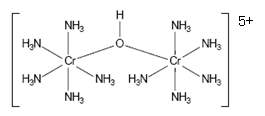 H
5+
NH₃ NH₃
H₃N O NH₃
Cr Cr
H₃N NH₃ H₃N NH₃
NH₃ NH₃